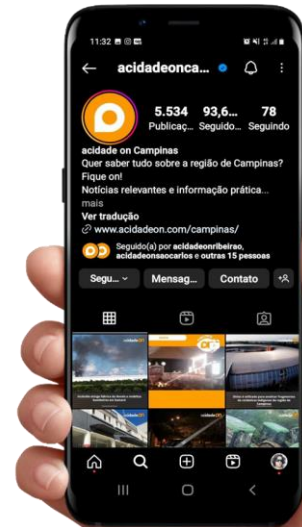 11:32
acidadeonca...
5.534 93,6... 78
Publicaç... Seguido... Seguindo
acidade on Campinas
Quer saber tudo sobre a região de Campinas?
Fique on!
Notícias relevantes e informação prática...
mais
Ver tradução
www.acidadeon.com/campinas/
Seguido(a) por acidadeonribeirao,
acidadeonsaocarlos e outras 15 pessoas
Segu... Mensag... Contato